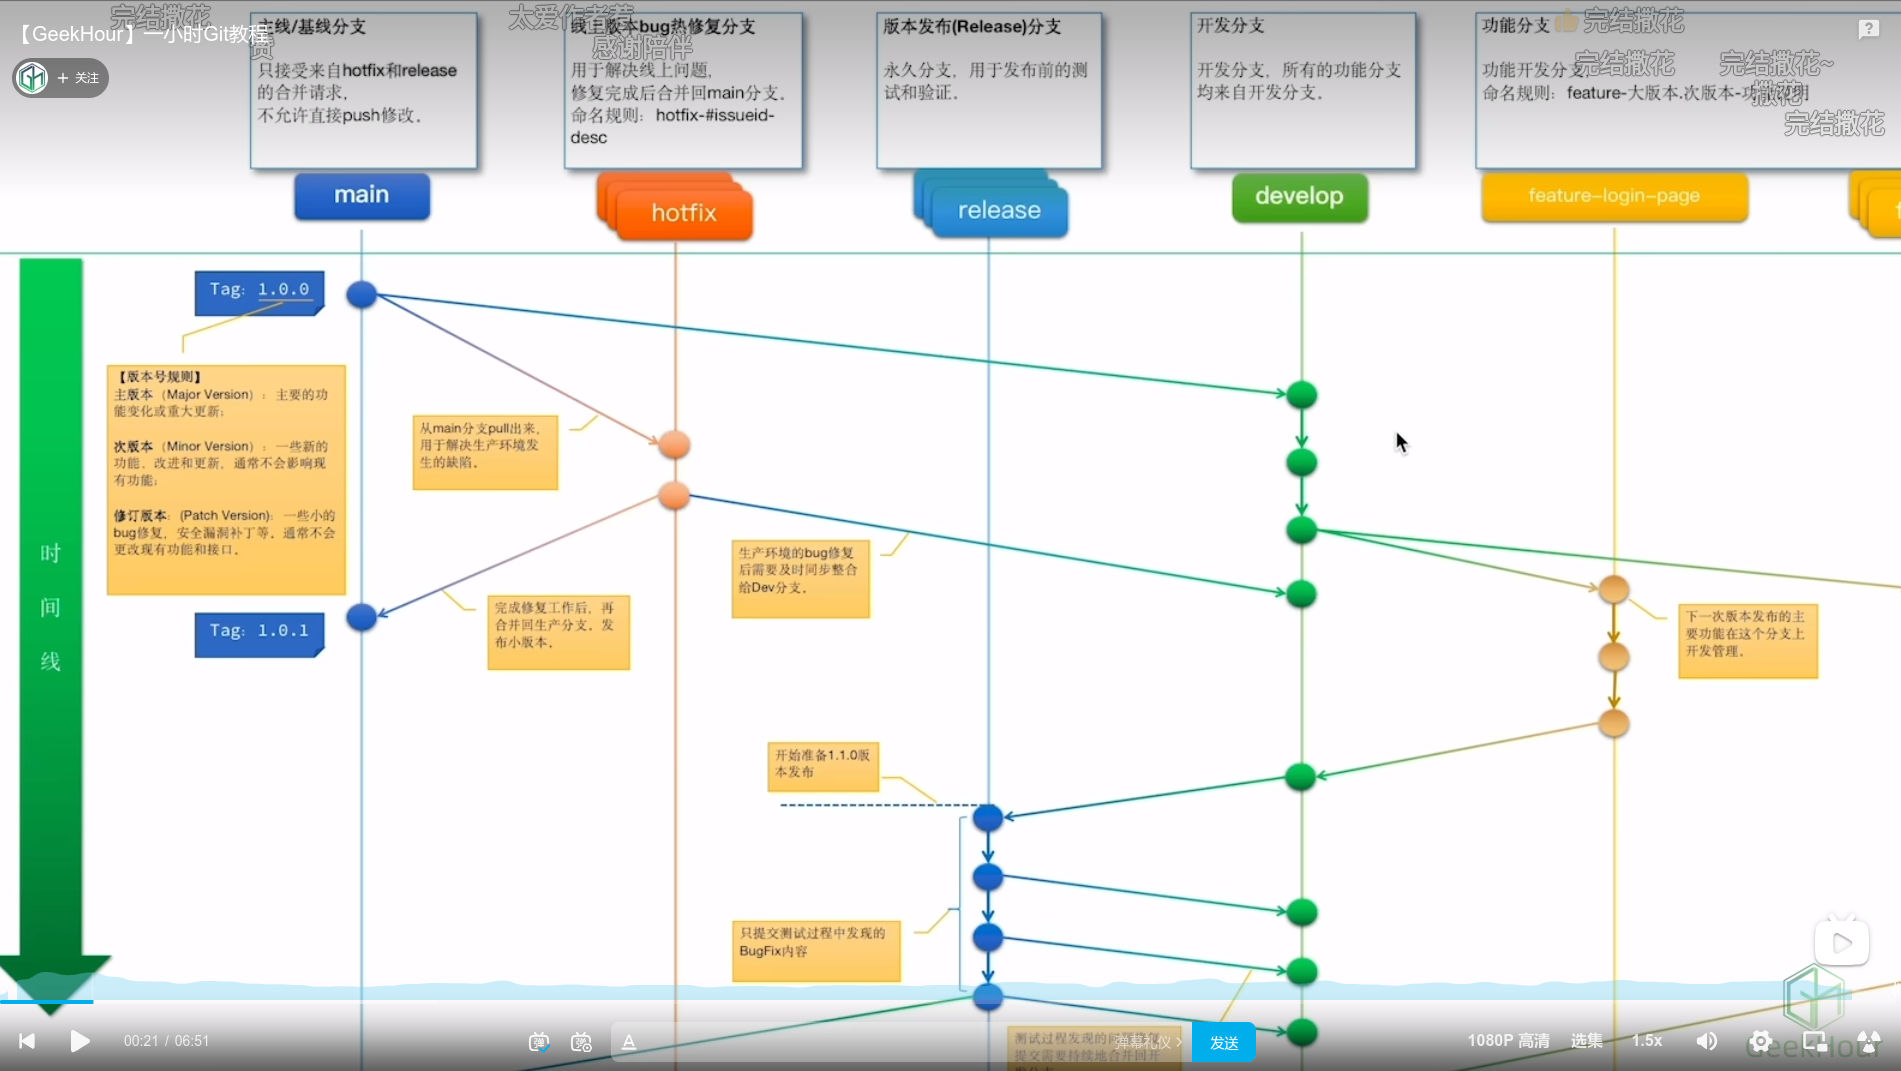 【GeekHour】一小时Git教程
完结撒花
太爱作者荐
感谢陪伴
赏
+ 关注
主线/基线分支
只接受来自hotfix和release
的合并请求，
不允许直接push修改。
线上版本bug热修复分支
用于解决线上问题，
修复完成后合并回main分支。
命名规则：hotfix-#issueid-
desc
版本发布(Release)分支
永久分支，用于发布前的测
试和验证。
开发分支
开发分支，所有的功能分支
均来自开发分支。
功能分支
功能开发分支，
命名规则：feature-大版本.次版本-功能说明
完结撒花
完结撒花
完结撒花~
撒花
完结撒花
main
hotfix
release
develop
feature-login-page
时
间
线
Tag: 1.0.0
【版本号规则】
主版本（Major Version）：主要的功
能变化或重大更新；
次版本（Minor Version）：一些新的
功能、改进和更新，通常不会影响现
有功能；
修订版本：(Patch Version)：一些小的
bug修复，安全漏洞补丁等。通常不会
更改现有功能和接口。
从main分支pull出来，
用于解决生产环境发
生的缺陷。
生产环境的bug修复
后需要及时同步整合
给Dev分支。
完成修复工作后，再
合并回生产分支。发
布小版本。
Tag: 1.0.1
下一次版本发布的主
要功能在这个分支上
开发管理。
开始准备1.1.0版
本发布
只提交测试过程中发现的
BugFix内容
测试过程发现的问题修复
提交需要持续地合并回开
GeekHour
00:21 / 06:51
弹
弹
A
弹幕礼仪 >
发送
1080P 高清
选集
1.5x